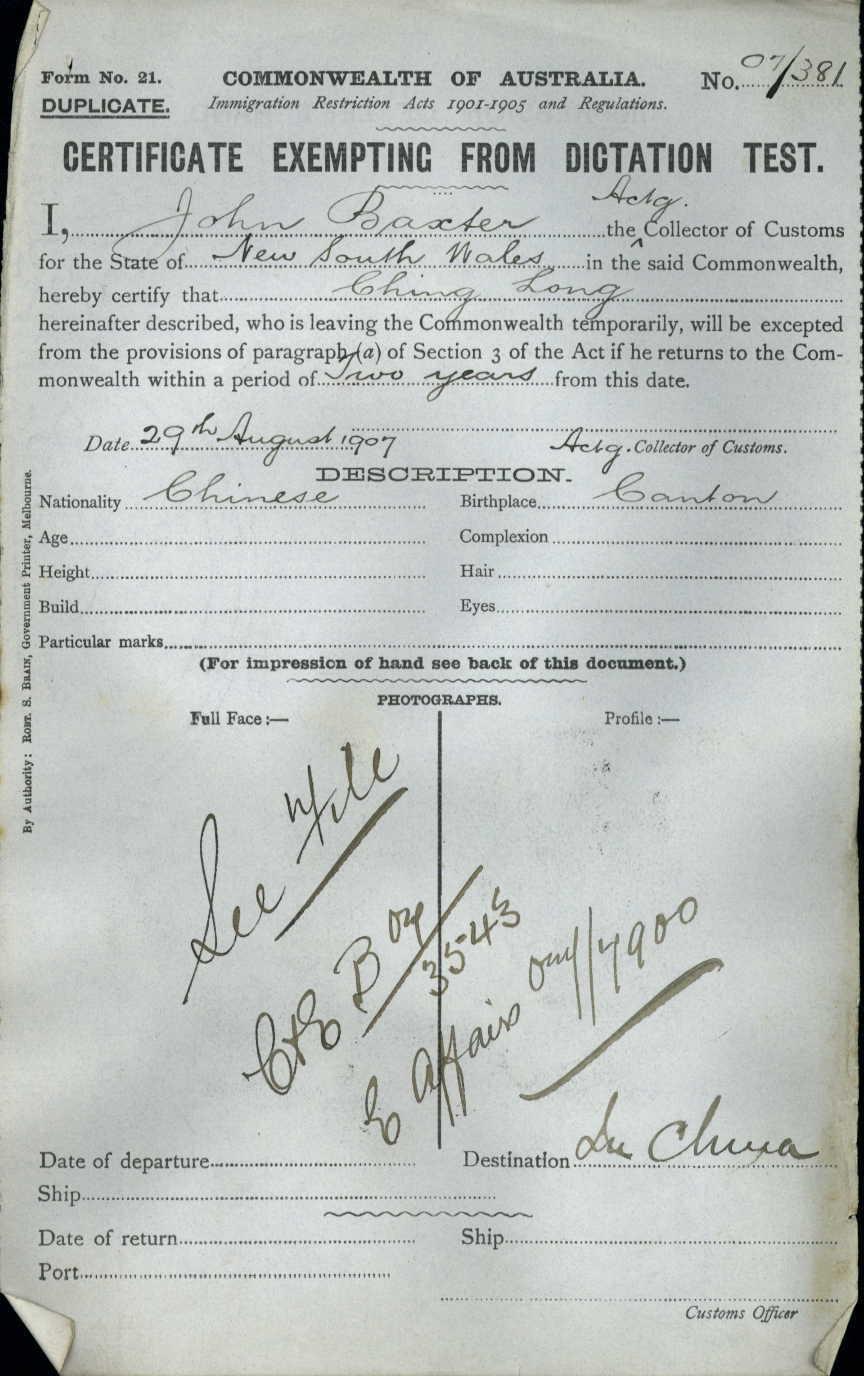 Form No. 21.
DUPLICATE.
COMMONWEALTH OF AUSTRALIA.
No. 07/381
Immigration Restriction Acts 1901-1905 and Regulations.
CERTIFICATE EXEMPTING FROM DICTATION TEST.
I, John Baxter the Actg. Collector of Customs
for the State of New South Wales in the said Commonwealth,
hereby certify that Ching Long
hereinafter described, who is leaving the Commonwealth temporarily, will be excepted
from the provisions of paragraph (a) of Section 3 of the Act if he returns to the Com-
monwealth within a period of Two years from this date.
Date 29th August 1907
Actg. Collector of Customs.
DESCRIPTION.
Nationality Chinese Birthplace Canton
Age Complexion
Height Hair
Build Eyes
Particular marks
(For impression of hand see back of this document.)
PHOTOGRAPHS.
Full Face :— Profile :—
See File
C&E B 07/3543
E Affairs 07/7900
Date of departure Destination In China
Ship
Date of return Ship
Port
Customs Officer
By Authority: ROBT. S. BRAIN, Government Printer, Melbourne.